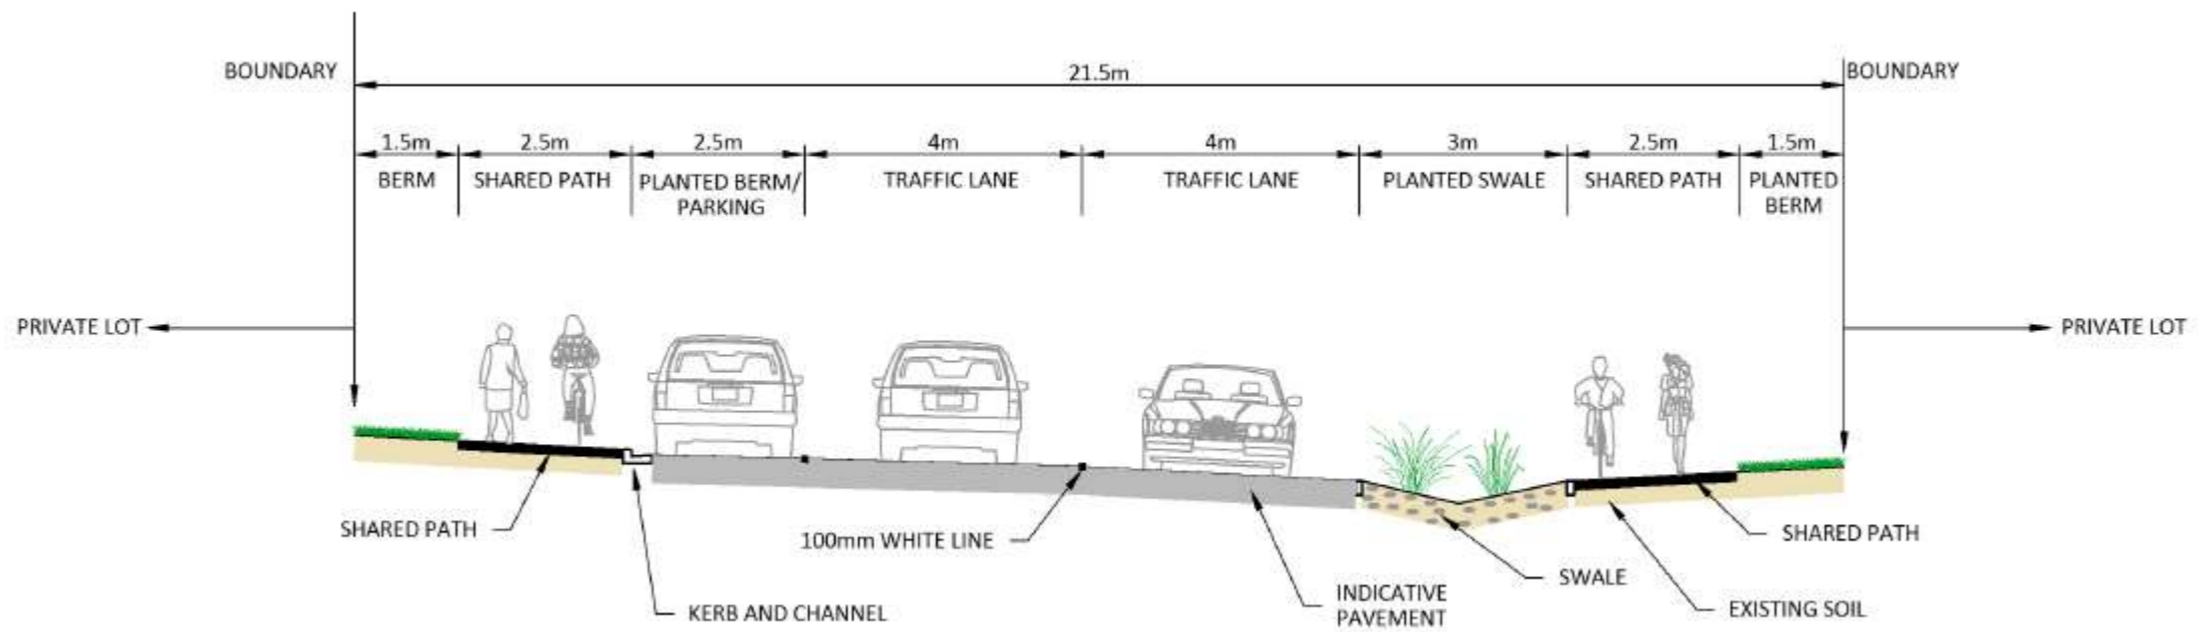 BOUNDARY
21.5m
BOUNDARY
1.5m
2.5m
2.5m
4m
4m
3m
2.5m
1.5m
BERM
SHARED PATH
PLANTED BERM/
PARKING
TRAFFIC LANE
TRAFFIC LANE
PLANTED SWALE
SHARED PATH
PLANTED
BERM
PRIVATE LOT
PRIVATE LOT
SHARED PATH
100mm WHITE LINE
SHARED PATH
KERB AND CHANNEL
INDICATIVE
PAVEMENT
SWALE
EXISTING SOIL